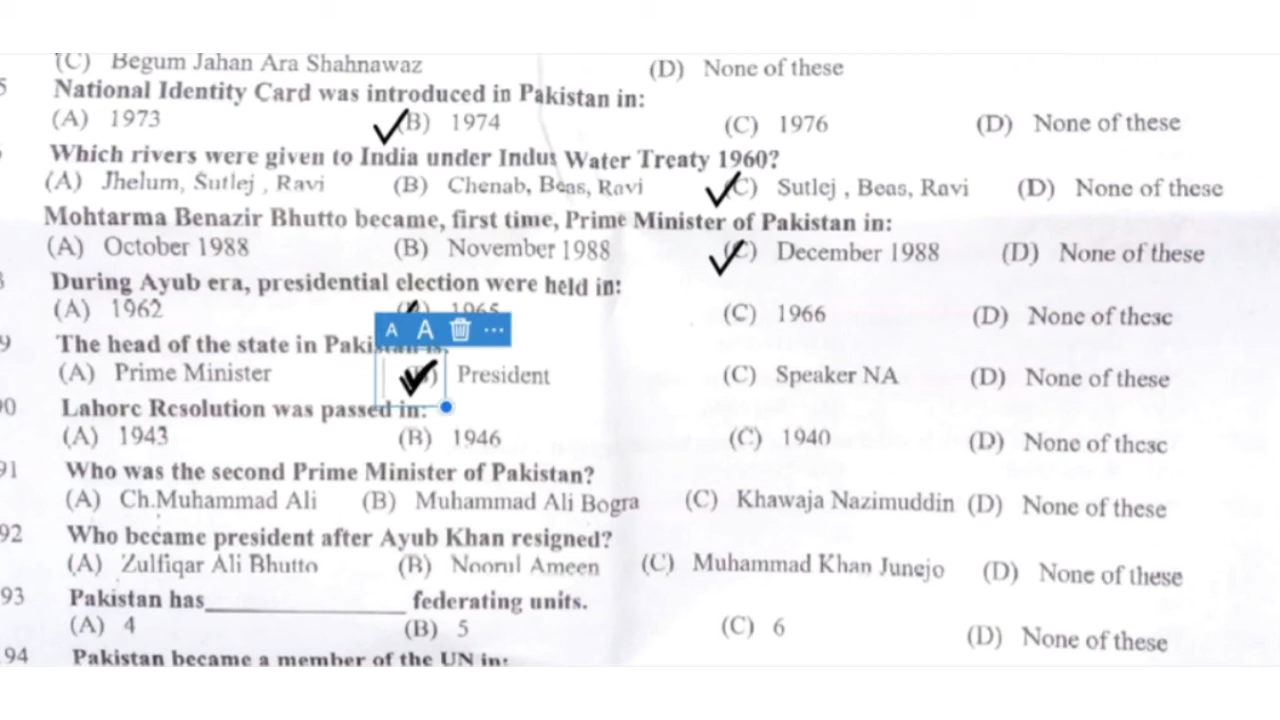 (C) Begum Jahan Ara Shahnawaz (D) None of these
5 National Identity Card was introduced in Pakistan in:
(A) 1973 (B) 1974 (C) 1976 (D) None of these
Which rivers were given to India under Indus Water Treaty 1960?
(A) Jhelum, Sutlej , Ravi (B) Chenab, Beas, Ravi (C) Sutlej , Beas, Ravi (D) None of these
Mohtarma Benazir Bhutto became, first time, Prime Minister of Pakistan in:
(A) October 1988 (B) November 1988 (C) December 1988 (D) None of these
8 During Ayub era, presidential election were held in:
(A) 1962 (B) 1965 (C) 1966 (D) None of these
A A ...
9 The head of the state in Pakistan is:
(A) Prime Minister (B) President (C) Speaker NA (D) None of these
90 Lahore Resolution was passed in:
(A) 1943 (B) 1946 (C) 1940 (D) None of these
91 Who was the second Prime Minister of Pakistan?
(A) Ch.Muhammad Ali (B) Muhammad Ali Bogra (C) Khawaja Nazimuddin (D) None of these
92 Who became president after Ayub Khan resigned?
(A) Zulfiqar Ali Bhutto (B) Noorul Ameen (C) Muhammad Khan Junejo (D) None of these
93 Pakistan has____________ federating units.
(A) 4 (B) 5 (C) 6 (D) None of these
94 Pakistan became a member of the UN in: